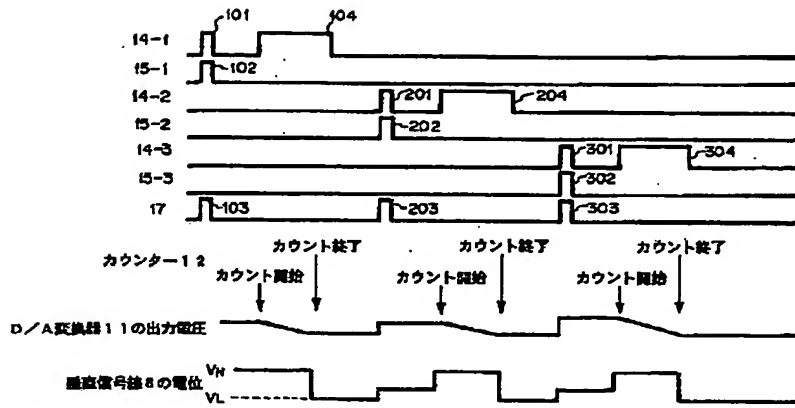 101 104
14-1
15-1 102
14-2 201 204
15-2 202
14-3 301 304
15-3 302
17 103 203 303
カウント終了 カウント終了 カウント終了
カウンター12
カウント開始 カウント開始 カウント開始
D/A変換器11の出力電圧
垂直信号線8の電位
VH
VL